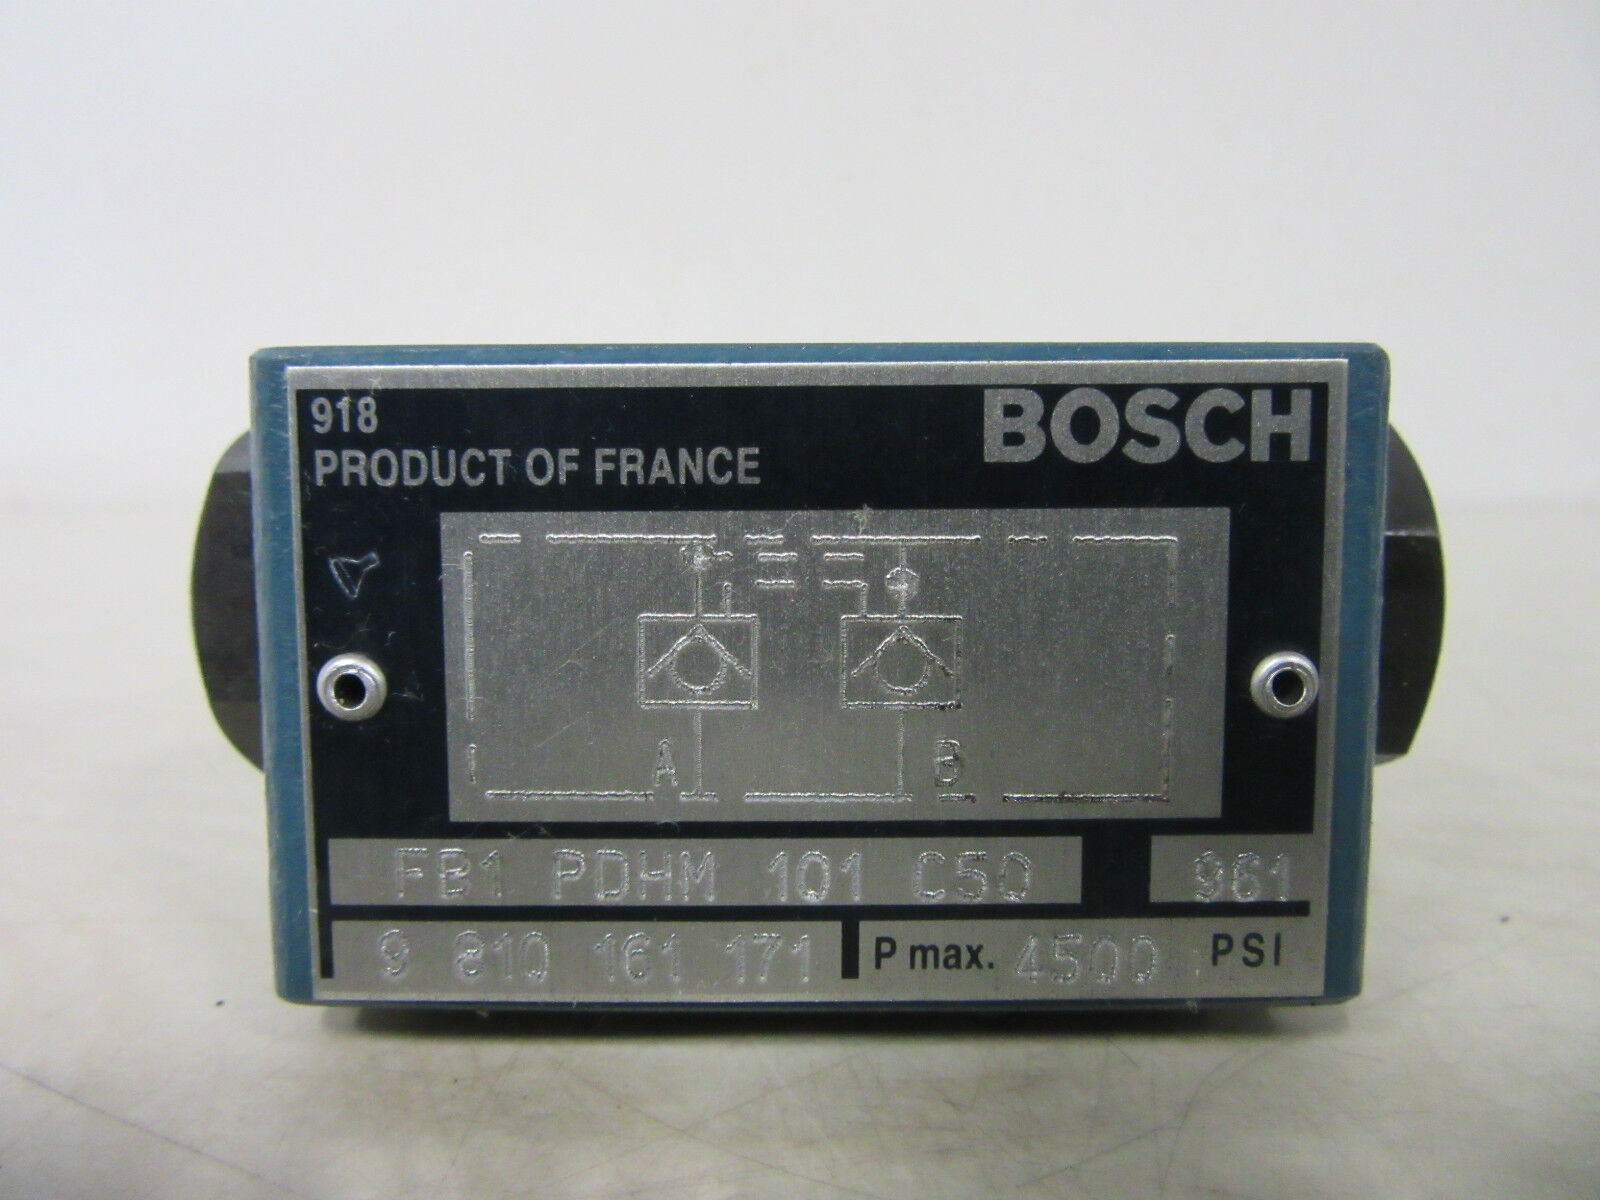 918
BOSCH
PRODUCT OF FRANCE
A B
FB1 PDHM 101 C50 961
9 810 161 171 P max. 4500 PSI